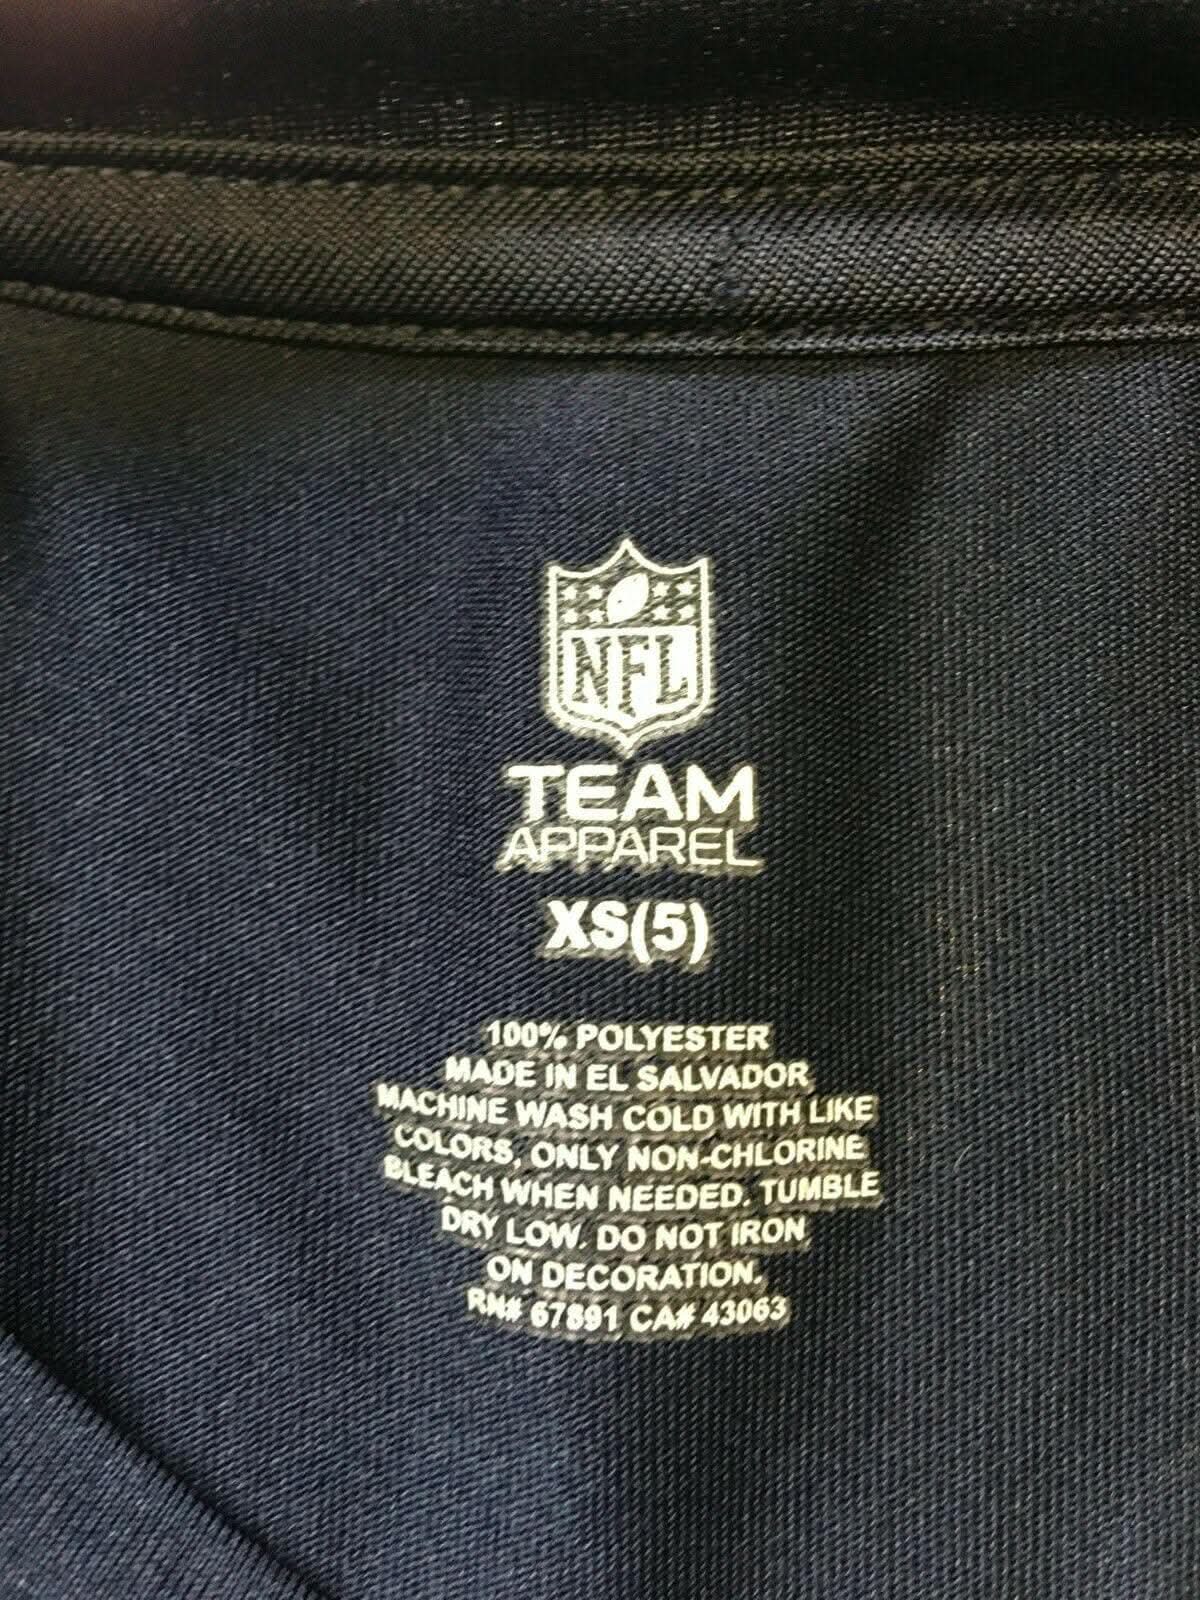 NFL
TEAM
APPAREL
XS(5)
100% POLYESTER
MADE IN EL SALVADOR
MACHINE WASH COLD WITH LIKE
COLORS, ONLY NON-CHLORINE
BLEACH WHEN NEEDED. TUMBLE
DRY LOW. DO NOT IRON
ON DECORATION.
RN# 67891 CA# 43063